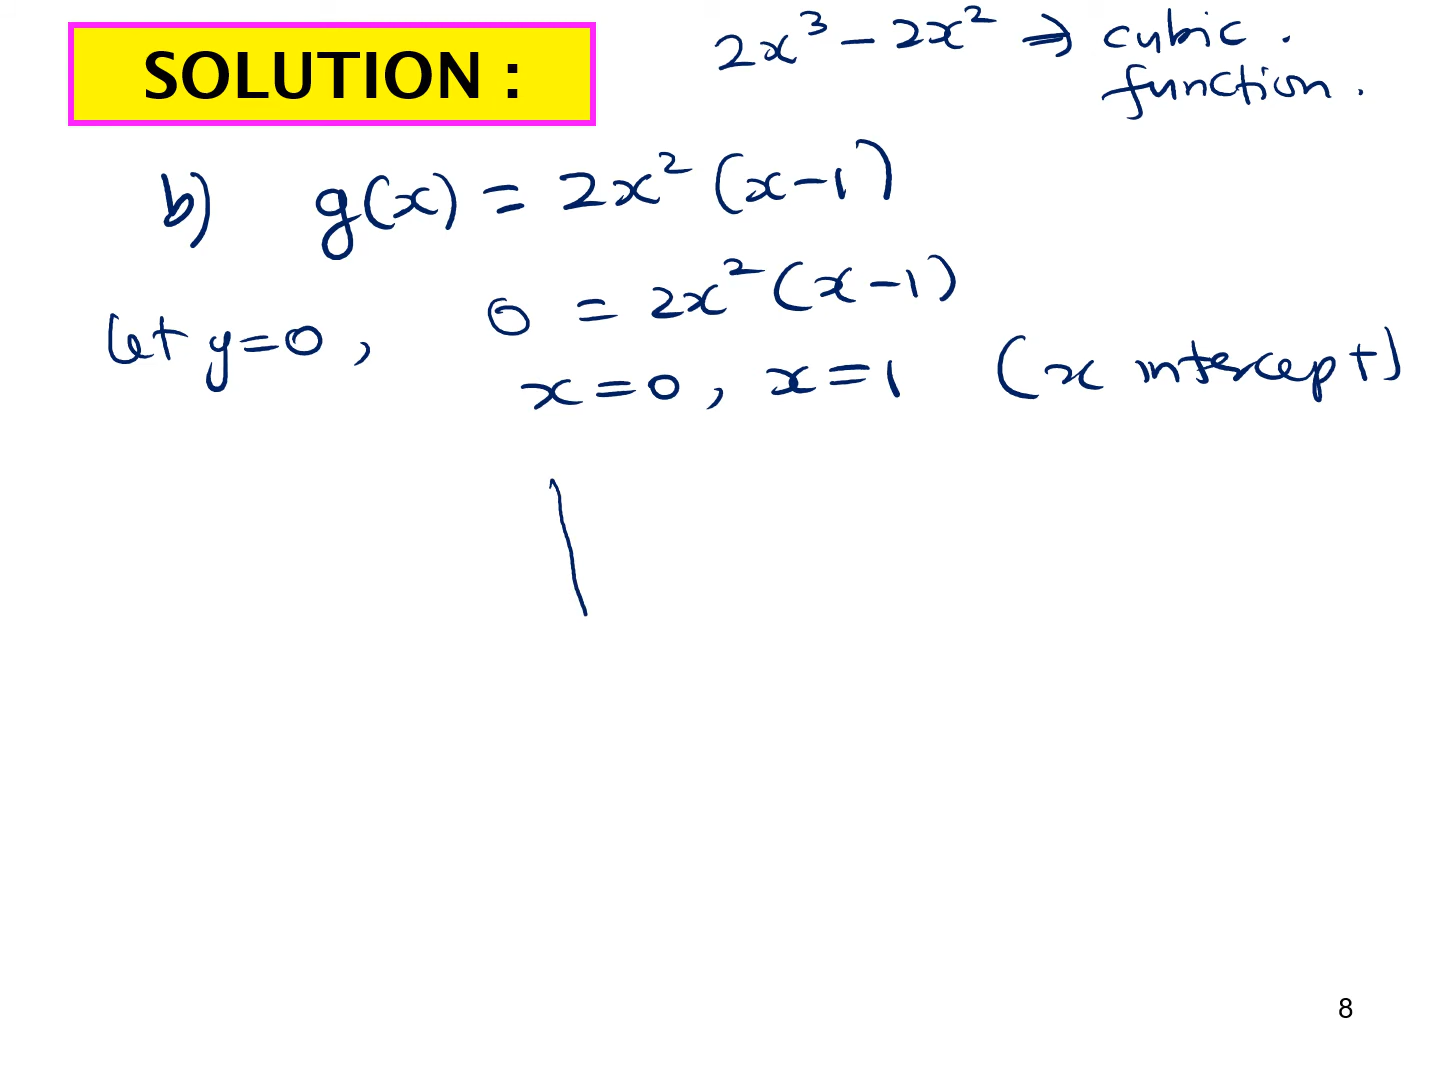 SOLUTION :
2x³ − 2x² ⇒ cubic .
function .
b) g(x) = 2x² (x−1)
let y=0 , 0 = 2x² (x−1)
x=0 , x=1 (x intercept)
8